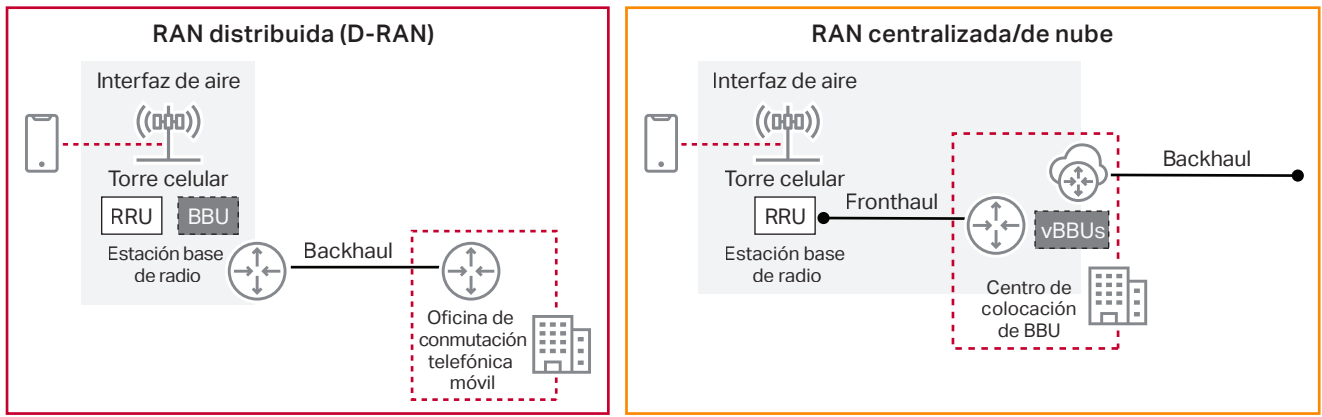 RAN distribuida (D-RAN)
Interfaz de aire
Torre celular
RRU
BBU
Estación base
de radio
Backhaul
Oficina de
conmutación
telefónica
móvil
RAN centralizada/de nube
Interfaz de aire
Torre celular
RRU
Estación base
de radio
Fronthaul
Backhaul
vBBUs
Centro de
colocación
de BBU